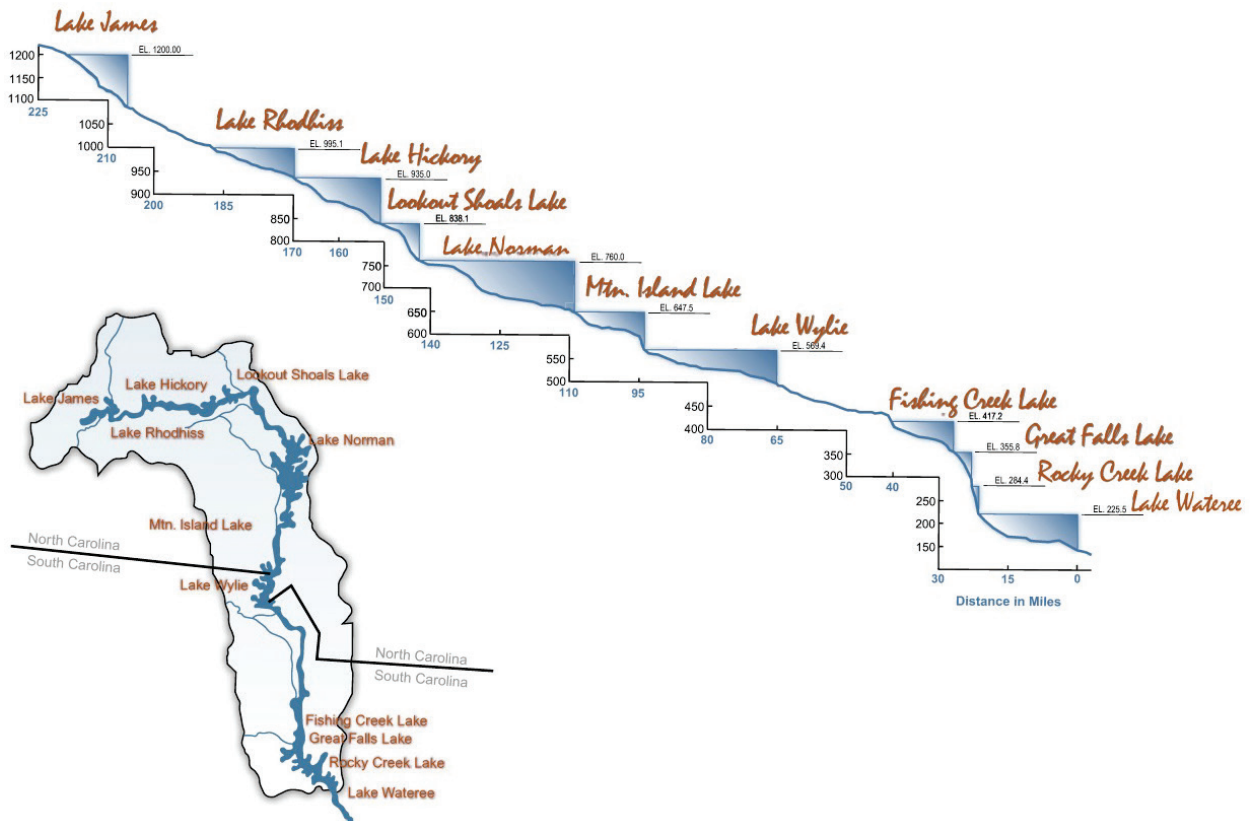 Lake James
EL. 1200.00
1200
1150
1100
225
1050
1000
210
Lake Rhodhiss
EL. 995.1
950
900
200
185
Lake Hickory
EL. 935.0
850
800
170
160
Lookout Shoals Lake
EL. 838.1
750
700
150
Lake Norman
EL. 760.0
650
600
140
125
Mtn. Island Lake
EL. 647.5
550
500
110
95
Lake Wylie
EL. 569.4
450
400
80
65
Fishing Creek Lake
EL. 417.2
350
300
50
40
Great Falls Lake
EL. 355.8
Rocky Creek Lake
EL. 284.4
Lake Wateree
EL. 225.5
250
200
150
30
15
0
Distance in Miles
Lookout Shoals Lake
Lake Hickory
Lake James
Lake Rhodhiss
Lake Norman
Mtn. Island Lake
North Carolina
South Carolina
Lake Wylie
North Carolina
South Carolina
Fishing Creek Lake
Great Falls Lake
Rocky Creek Lake
Lake Wateree